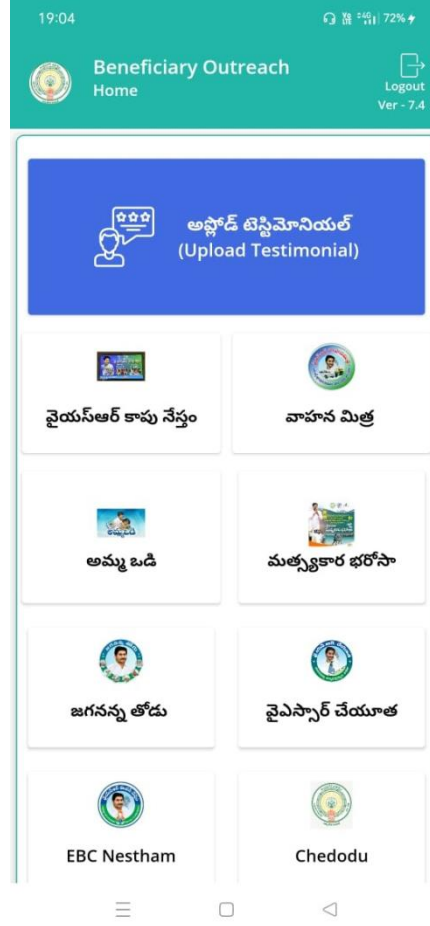 19:04
72%
Beneficiary Outreach
Home
Logout
Ver - 7.4
అప్లోడ్ టెస్టిమోనియల్
(Upload Testimonial)
వైయస్ఆర్ కాపు నేస్తం
వాహన మిత్ర
అమ్మ ఒడి
మత్స్యకార భరోసా
జగనన్న తోడు
వైఎస్సార్ చేయూత
EBC Nestham
Chedodu